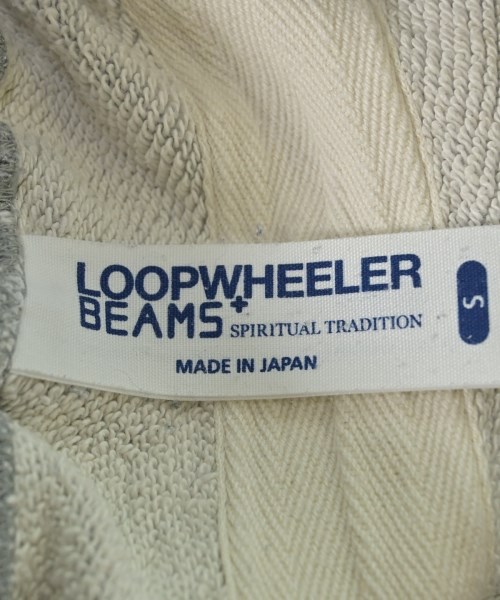 LOOPWHEELER
BEAMS+ SPIRITUAL TRADITION
MADE IN JAPAN
S